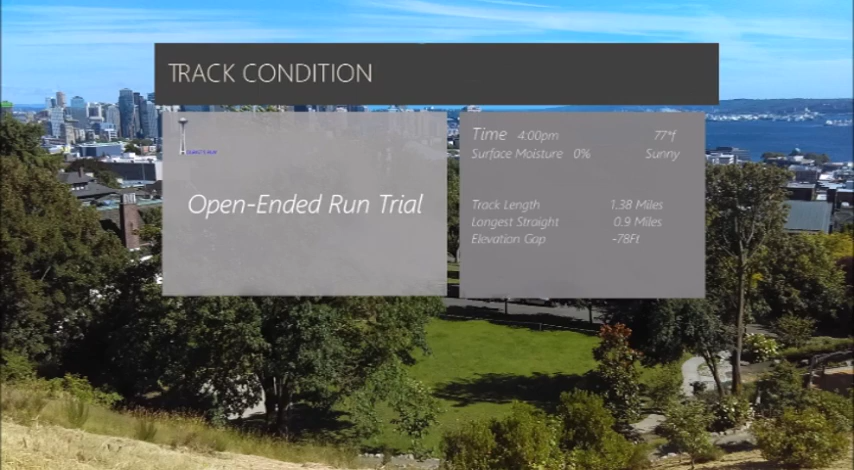 TRACK CONDITION
Open-Ended Run Trial
Time 4:00pm 77°f
Surface Moisture 0% Sunny
Track Length 1.38 Miles
Longest Straight 0.9 Miles
Elevation Gap -78Ft